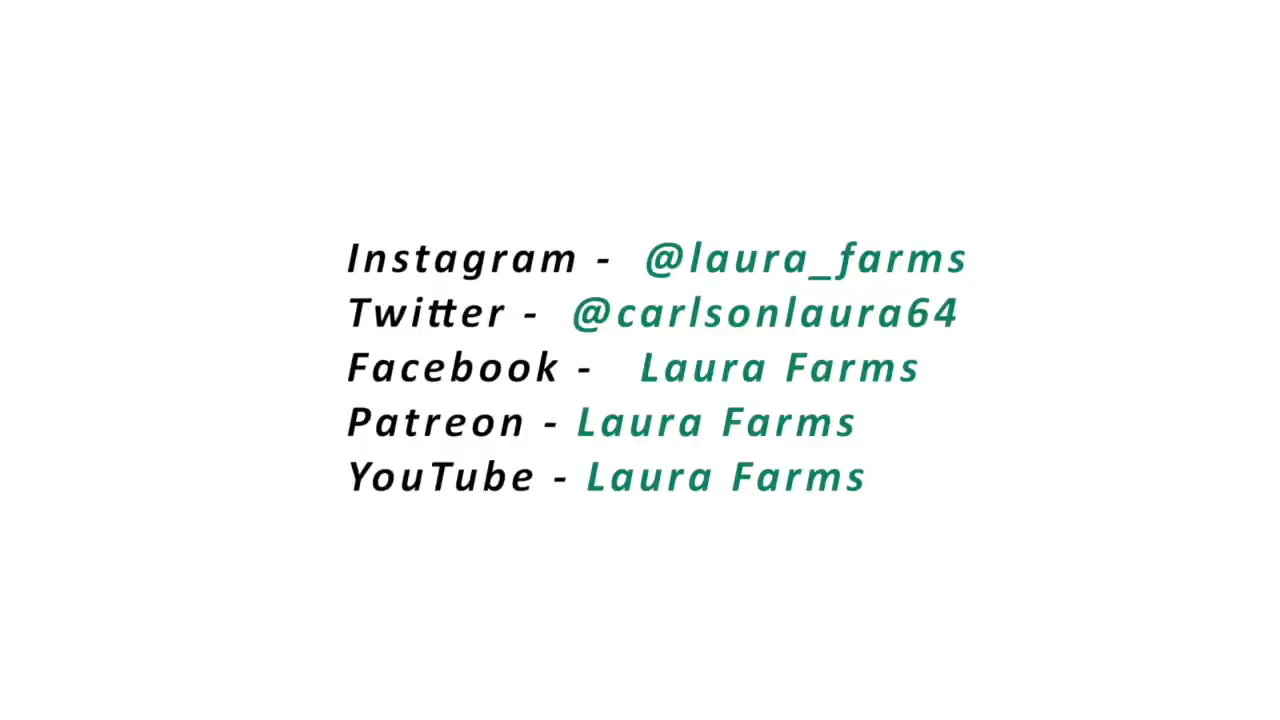 Instagram - @laura_farms
Twitter - @carlsonlaura64
Facebook - Laura Farms
Patreon - Laura Farms
YouTube - Laura Farms